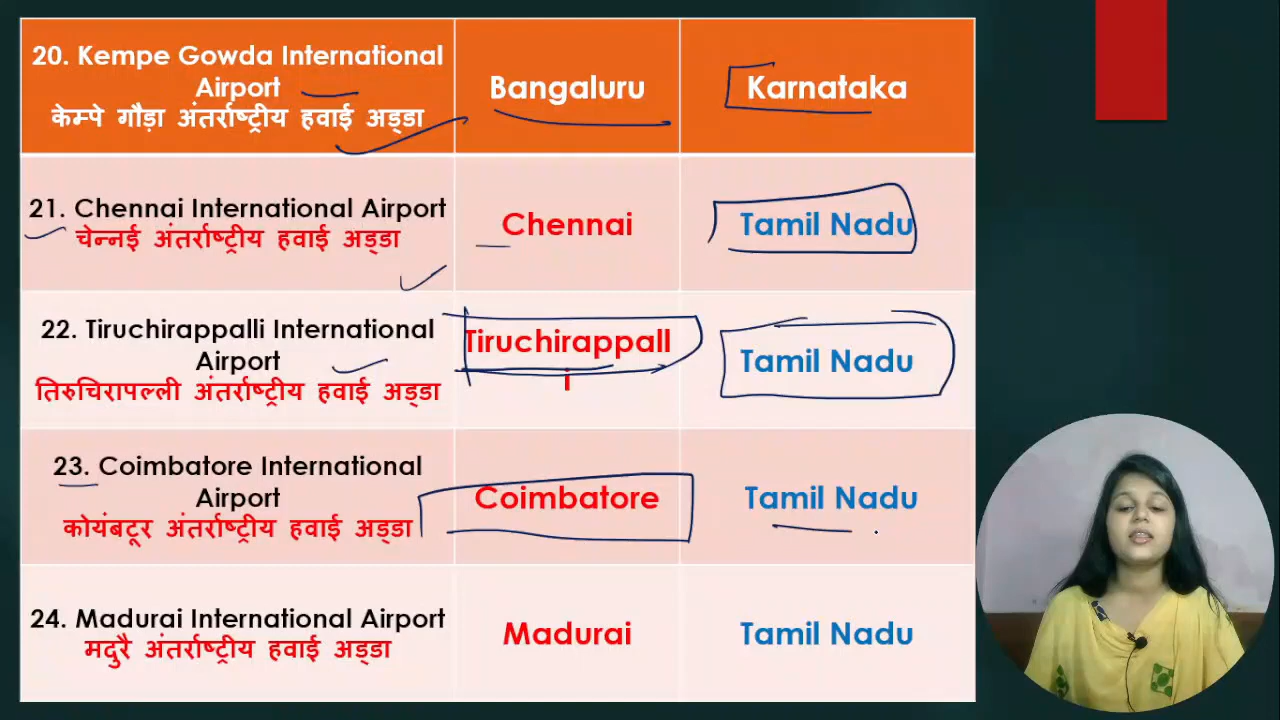 20. Kempe Gowda International
Airport
केम्पे गौड़ा अंतर्राष्ट्रीय हवाई अड्डा
Bangaluru
Karnataka
21. Chennai International Airport
चेन्नई अंतर्राष्ट्रीय हवाई अड्डा
Chennai
Tamil Nadu
22. Tiruchirappalli International
Airport
तिरुचिरापल्ली अंतर्राष्ट्रीय हवाई अड्डा
Tiruchirappall
i
Tamil Nadu
23. Coimbatore International
Airport
कोयंबटूर अंतर्राष्ट्रीय हवाई अड्डा
Coimbatore
Tamil Nadu
24. Madurai International Airport
मदुरै अंतर्राष्ट्रीय हवाई अड्डा
Madurai
Tamil Nadu